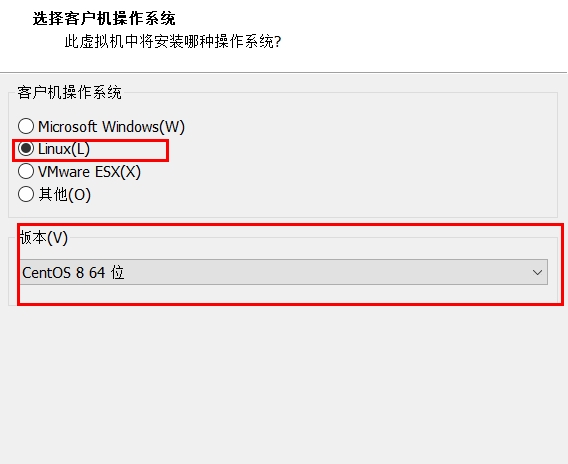 选择客户机操作系统
此虚拟机中将安装哪种操作系统?
客户机操作系统
Microsoft Windows(W)
Linux(L)
VMware ESX(X)
其他(O)
版本(V)
CentOS 8 64 位